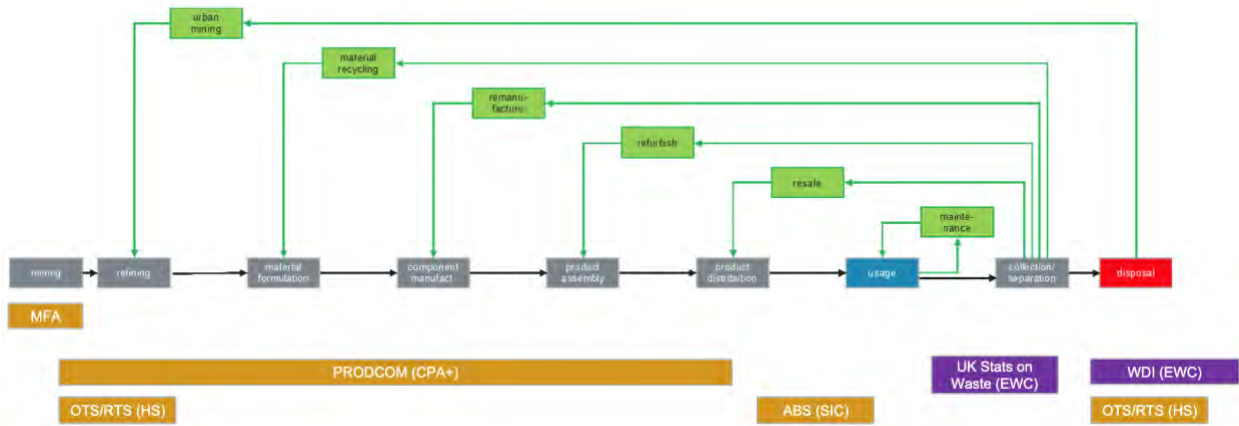 urban
mining
material
recycling
remanu-
facture
refurbish
resale
mainte-
nance
mining
refining
material
formulation
component
manufact.
product
assembly
product
distribution
usage
collection/
separation
disposal
MFA
PRODCOM (CPA+)
UK Stats on
Waste (EWC)
WDI (EWC)
OTS/RTS (HS)
ABS (SIC)
OTS/RTS (HS)